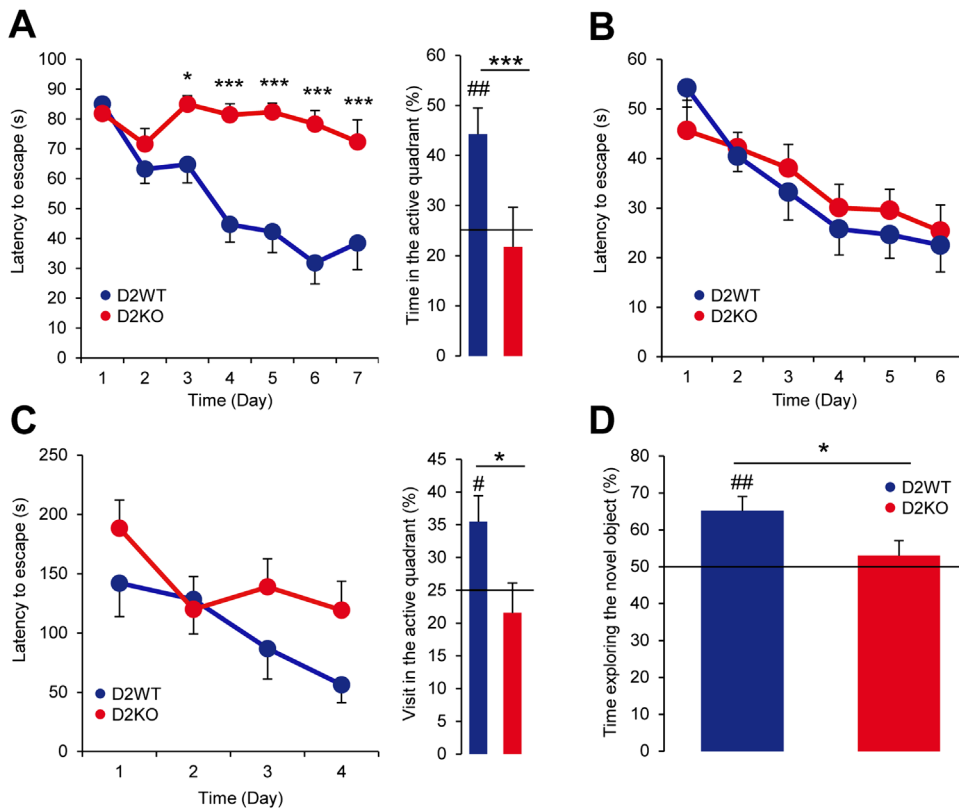 A
Latency to escape (s)
100
90
80
70
60
50
40
30
20
10
0
* *** *** *** ***
D2WT
D2KO
1 2 3 4 5 6 7
Time (Day)
Time in the active quadrant (%)
60
50
40
30
20
10
0
***
##
B
Latency to escape (s)
60
50
40
30
20
10
0
D2WT
D2KO
1 2 3 4 5 6
Time (Day)
C
Latency to escape (s)
250
200
150
100
50
0
D2WT
D2KO
1 2 3 4
Time (Day)
Visit in the active quadrant (%)
45
40
35
30
25
20
15
10
5
0
*
#
D
Time exploring the novel object (%)
80
70
60
50
40
30
20
10
0
*
##
D2WT
D2KO